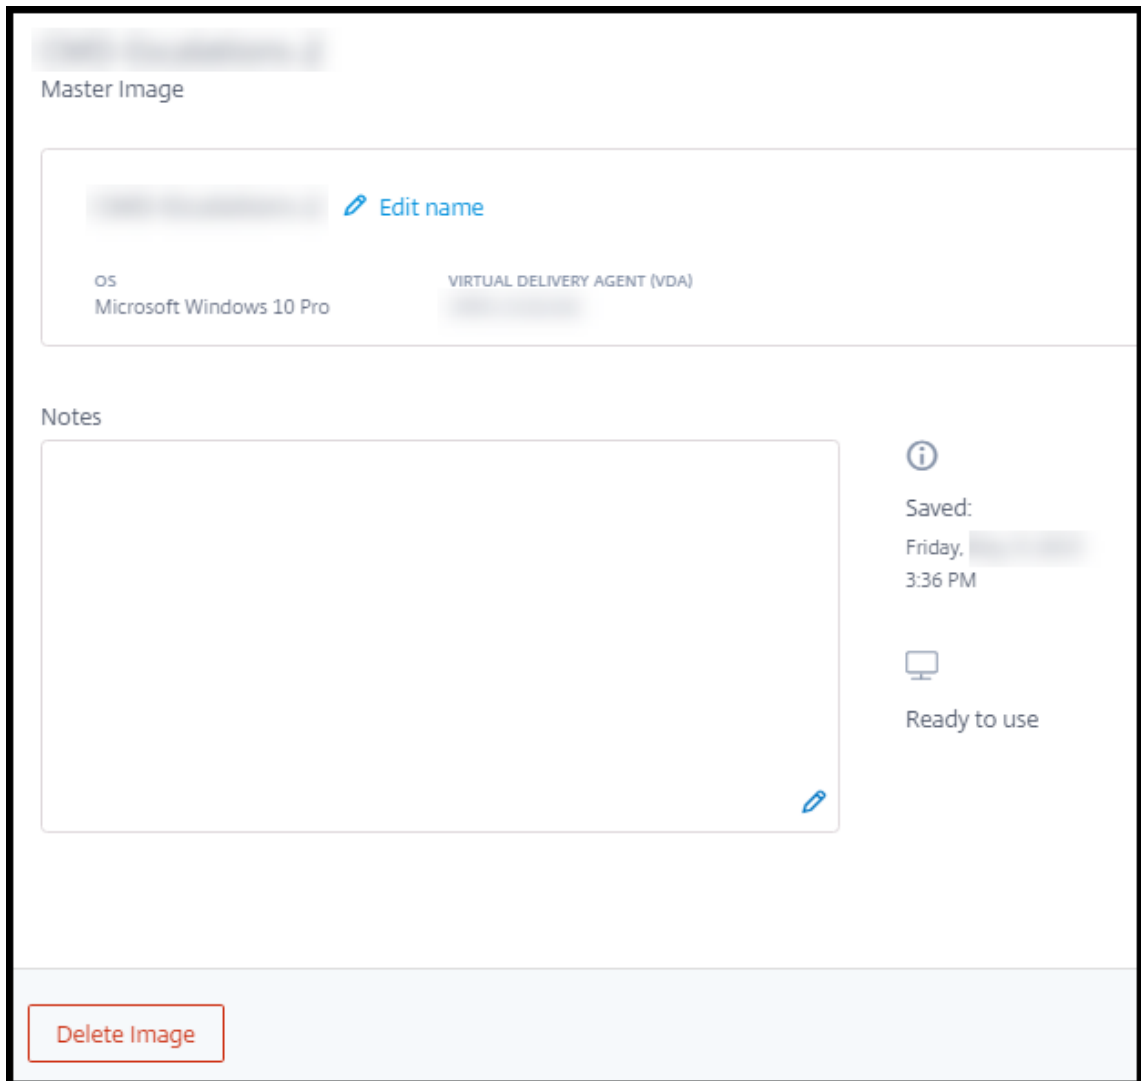 Master Image
Edit name
OS
VIRTUAL DELIVERY AGENT (VDA)
Microsoft Windows 10 Pro
Notes
Saved:
Friday,
3:36 PM
Ready to use
Delete Image